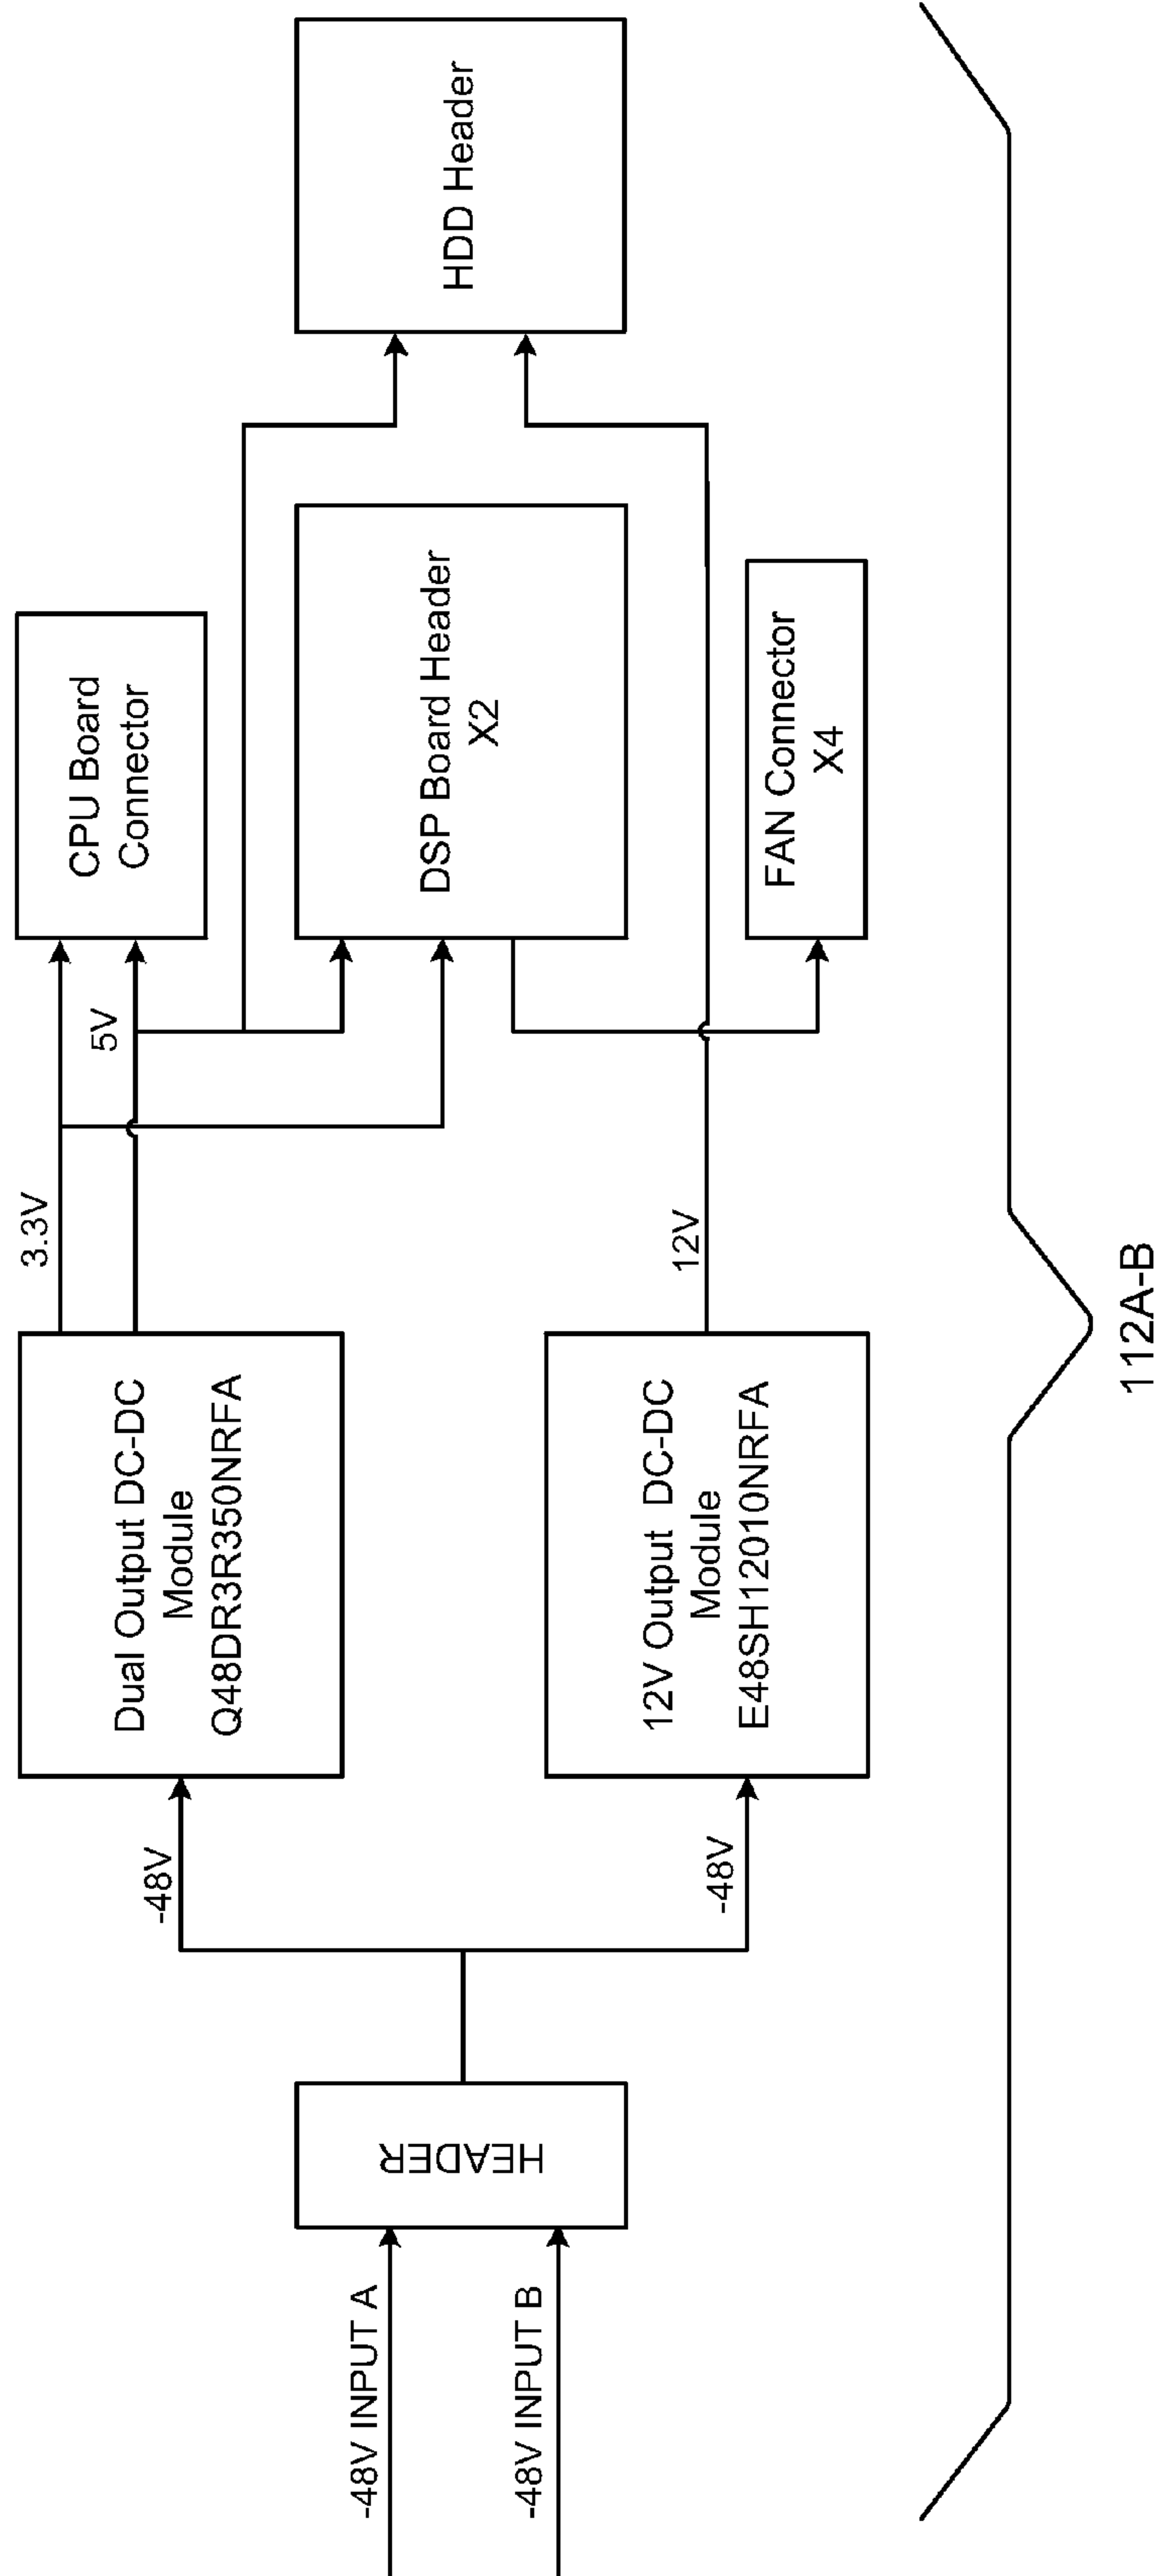 -48V INPUT A
-48V INPUT B
HEADER
-48V
-48V
Dual Output DC-DC
Module
Q48DR3R350NRFA
12V Output DC-DC
Module
E48SH12010NRFA
3.3V
5V
12V
CPU Board
Connector
DSP Board Header
X2
FAN Connector
X4
HDD Header
112A-B